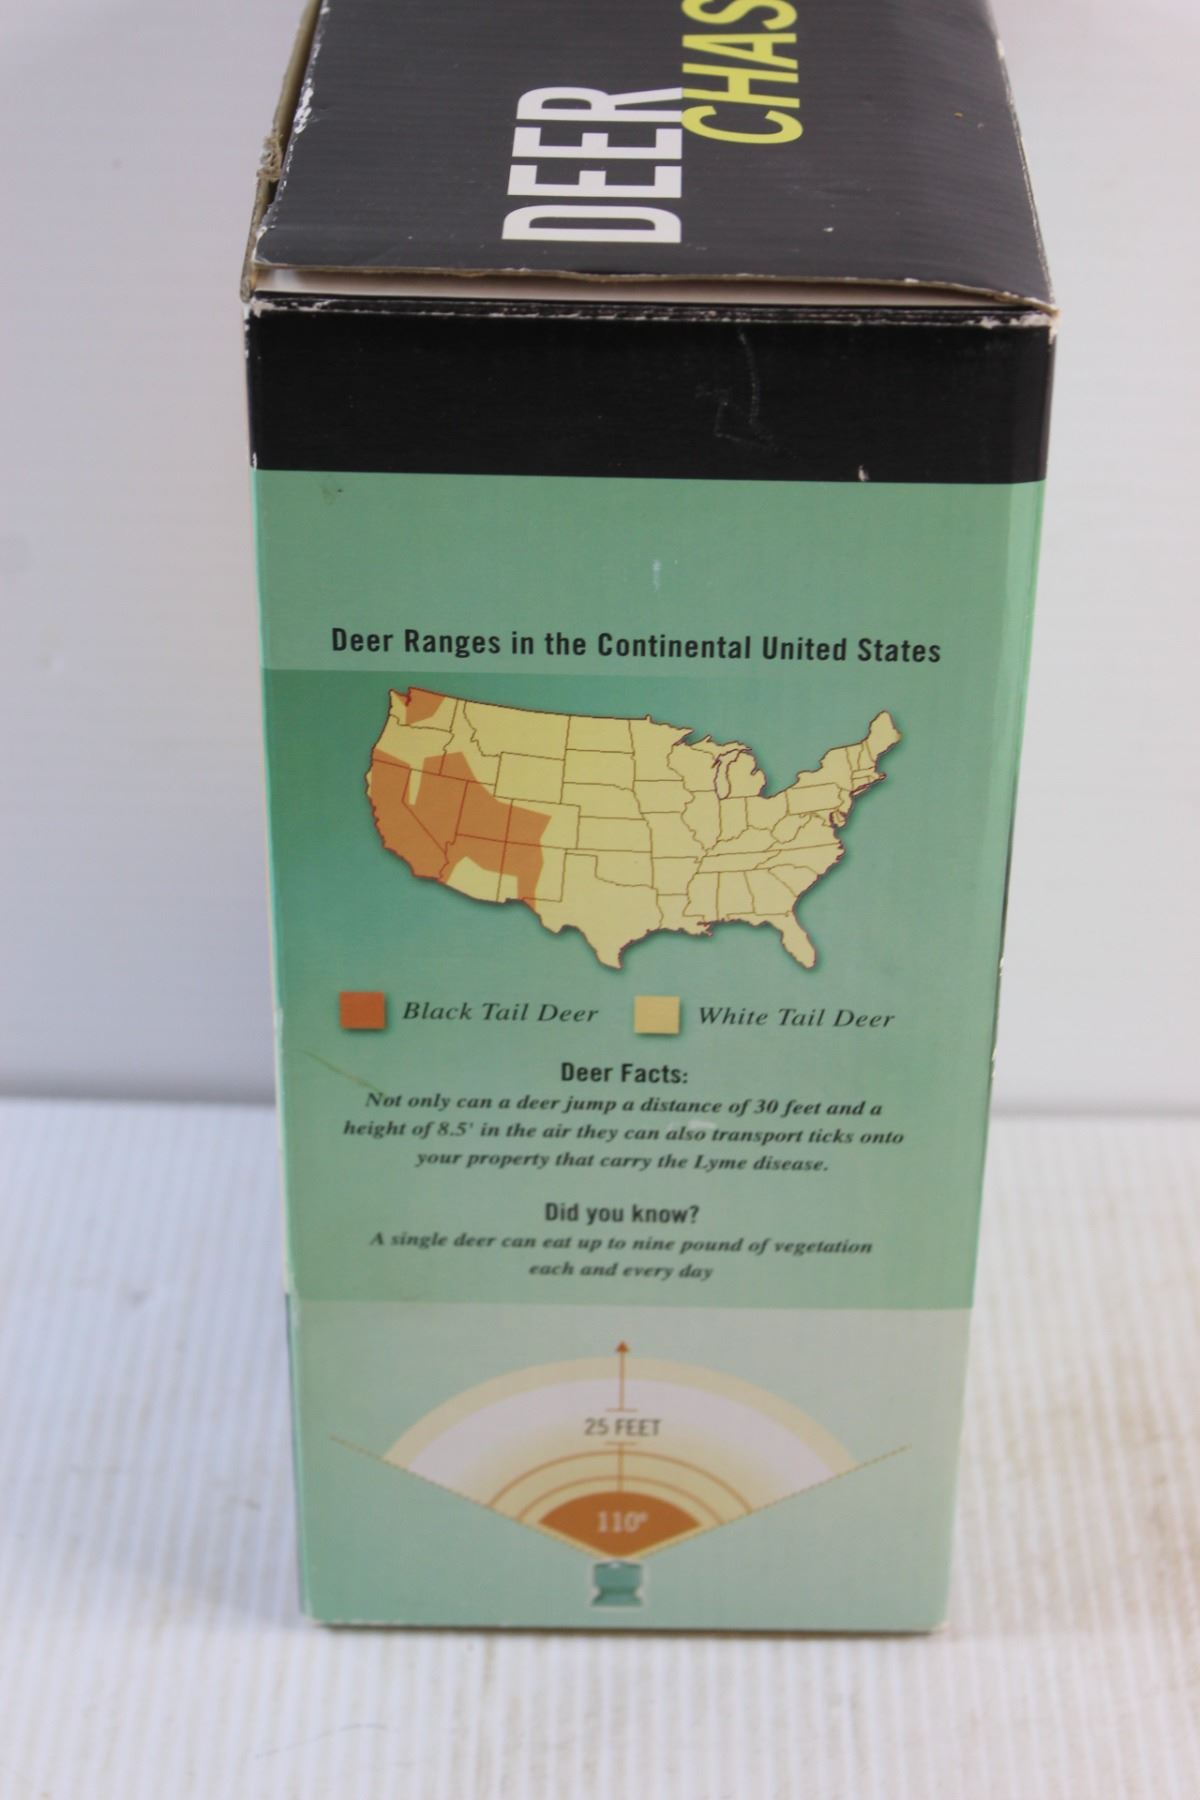 DEER
CHAS
Deer Ranges in the Continental United States
Black Tail Deer
White Tail Deer
Deer Facts:
Not only can a deer jump a distance of 30 feet and a
height of 8.5' in the air they can also transport ticks onto
your property that carry the Lyme disease.
Did you know?
A single deer can eat up to nine pound of vegetation
each and every day
25 FEET
110°